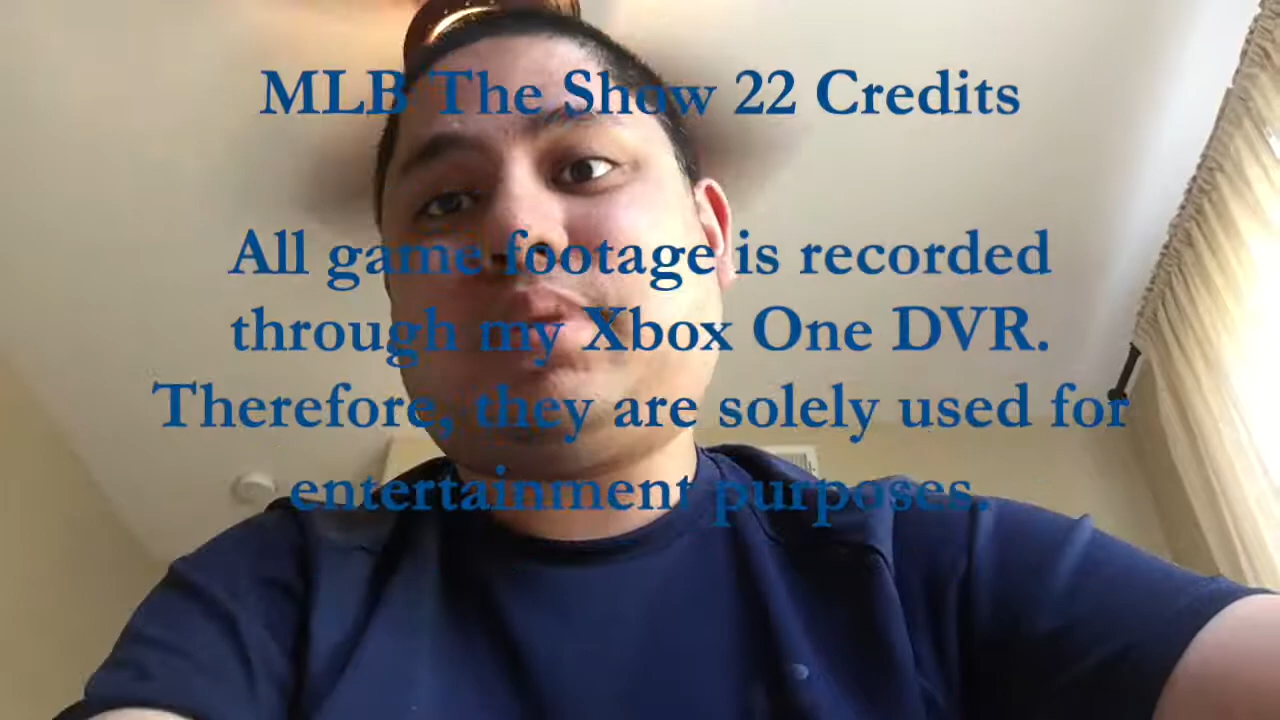 MLB The Show 22 Credits
All game footage is recorded
through my Xbox One DVR.
Therefore, they are solely used for
entertainment purposes.